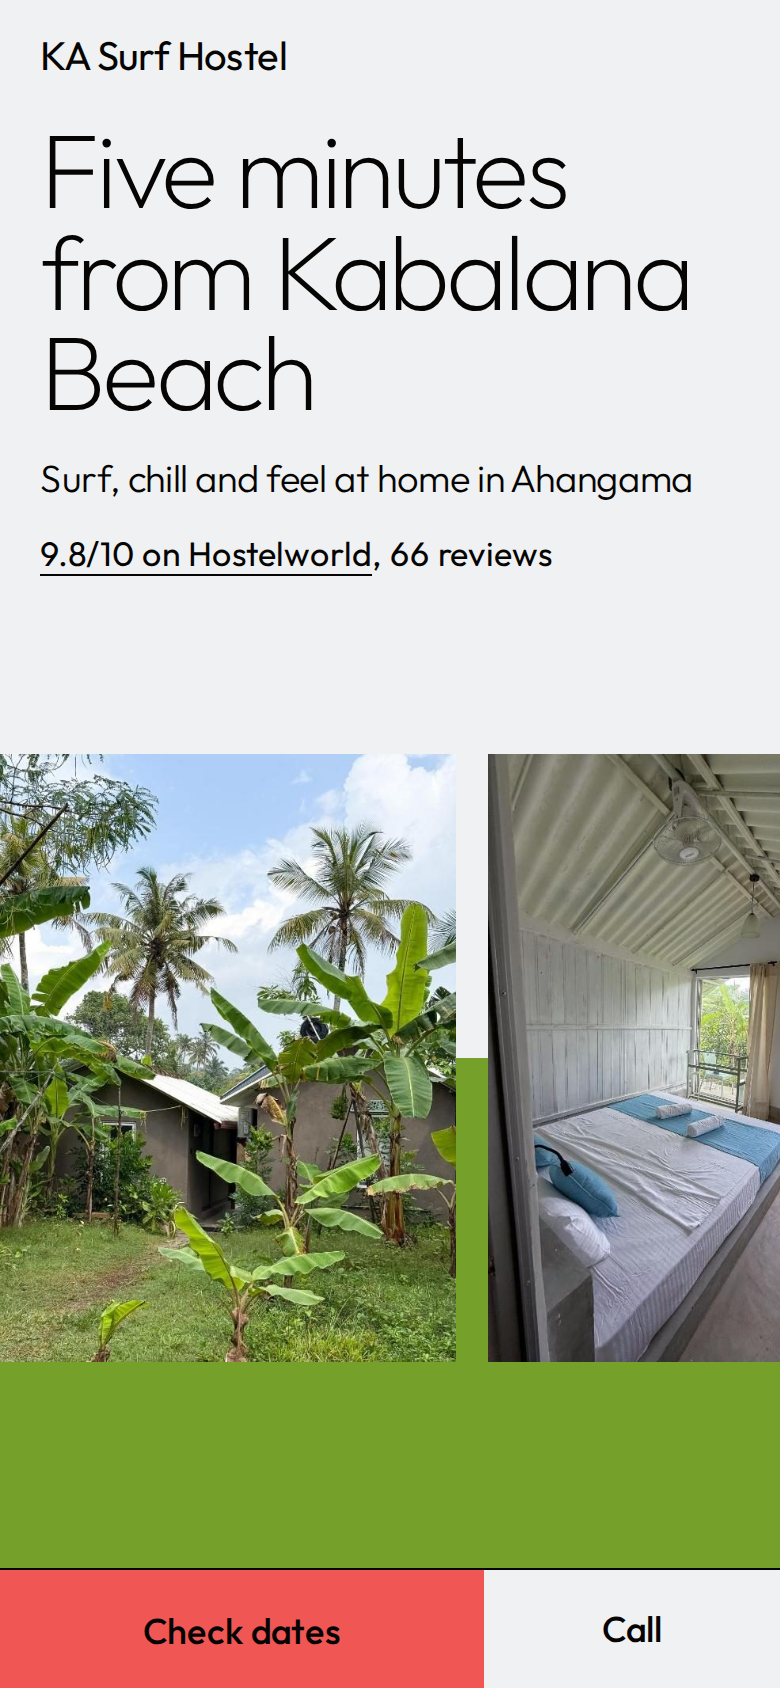 KA Surf Hostel
Five minutes
from Kabalana
Beach
Surf, chill and feel at home in Ahangama
9.8/10 on Hostelworld, 66 reviews
Check dates
Call